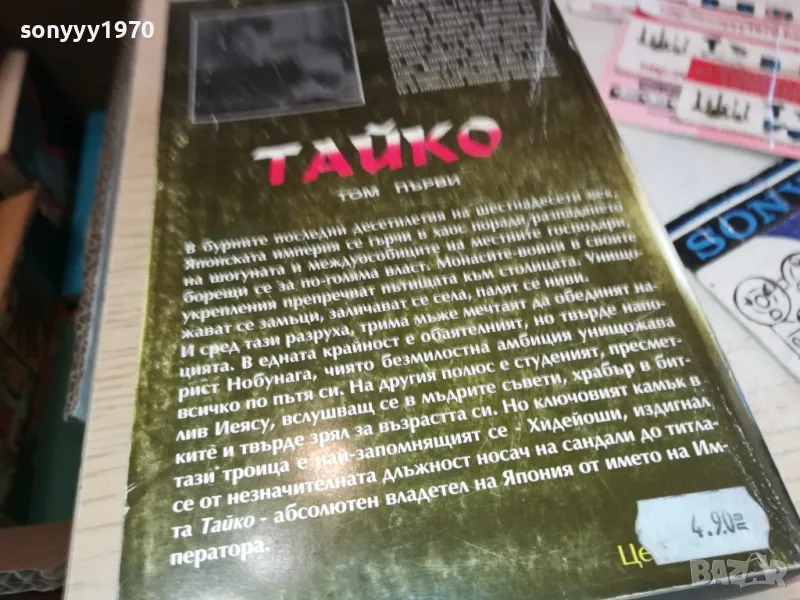 sonyyy1970
ТАЙКО
ТОМ ПЪРВИ
В бурните последни десетилетия на шестнадесети век,
Японската империя се гърчи в хаос поради разпадането
на шогуната и междуособиците на местните господари,
борещи се за по-голяма власт. Монасите-воини в своите
укрепления препречват пътищата към столицата. Унищо-
жават се замъци, заличават се села, палят се ниви.
И сред тази разруха, трима мъже мечтаят да обединят на-
цията. В едната крайност е обаятелният, но твърде напо-
рист Нобунага, чиято безмилостна амбиция унищожава
всичко по пътя си. На другия полюс е студеният, пресмет-
лив Иеясу, вслушващ се в мъдрите съвети, храбър в бит-
ките и твърде зрял за възрастта си. Но ключовият камък в
тази троица е най-запомнящият се - Хидейоши, издигнал
се от незначителната длъжност носач на сандали до титла-
та Тайко - абсолютен владетел на Япония от името на Им-
ператора.
Це
4.90
SONY
BAZAR